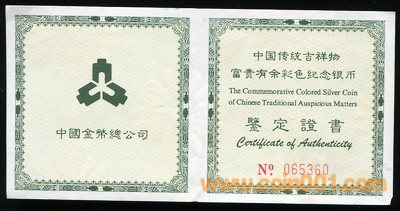 中國金幣總公司
中国传统吉祥物
富贵有余彩色纪念银币
The Commemorative Colored Silver Coin
of Chinese Traditional Auspicious Matters
鑒定證書
Certificate of Authenticity
№ 065360
www.coin001.com